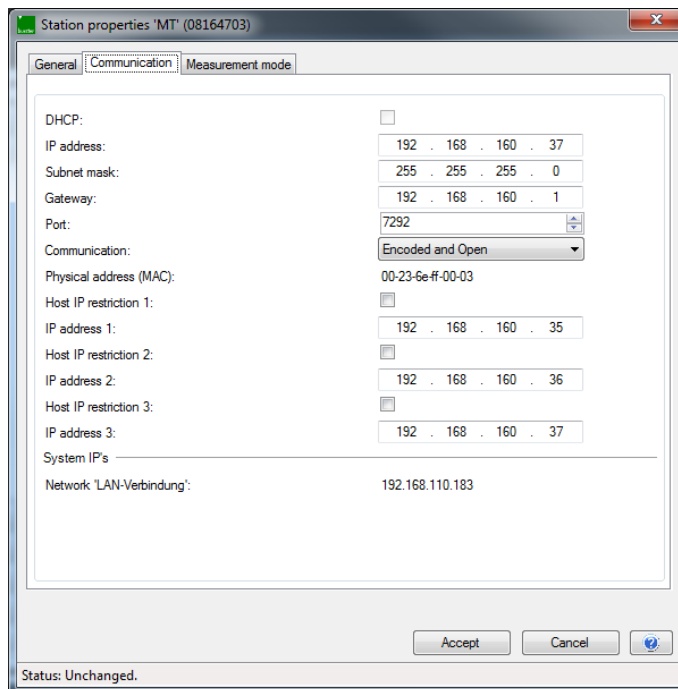 Station properties 'MT' (08164703)
General Communication Measurement mode
DHCP:
IP address: 192 . 168 . 160 . 37
Subnet mask: 255 . 255 . 255 . 0
Gateway: 192 . 168 . 160 . 1
Port: 7292
Communication: Encoded and Open
Physical address (MAC): 00-23-6e-ff-00-03
Host IP restriction 1:
IP address 1: 192 . 168 . 160 . 35
Host IP restriction 2:
IP address 2: 192 . 168 . 160 . 36
Host IP restriction 3:
IP address 3: 192 . 168 . 160 . 37
System IP's
Network 'LAN-Verbindung': 192.168.110.183
Accept Cancel ?
Status: Unchanged.